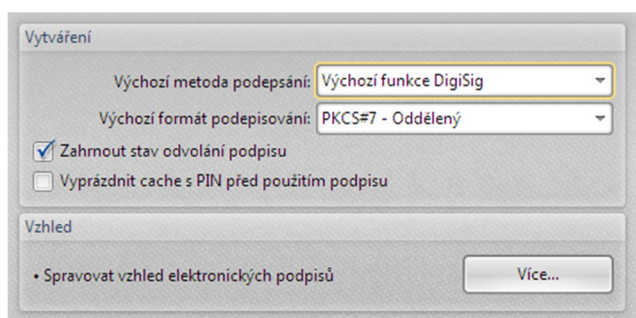 Vytváření
Výchozí metoda podepsání: Výchozí funkce DigiSig
Výchozí formát podepisování: PKCS#7 - Oddělený
Zahrnout stav odvolání podpisu
Vyprázdnit cache s PIN před použitím podpisu
Vzhled
• Spravovat vzhled elektronických podpisů Více...